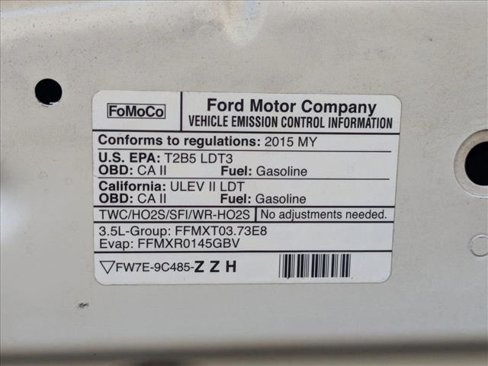 FoMoCo
Ford Motor Company
VEHICLE EMISSION CONTROL INFORMATION
Conforms to regulations: 2015 MY
U.S. EPA: T2B5 LDT3
OBD: CA II Fuel: Gasoline
California: ULEV II LDT
OBD: CA II Fuel: Gasoline
TWC/HO2S/SFI/WR-HO2S No adjustments needed.
3.5L-Group: FFMXT03.73E8
Evap: FFMXR0145GBV
▽FW7E-9C485-ZZH